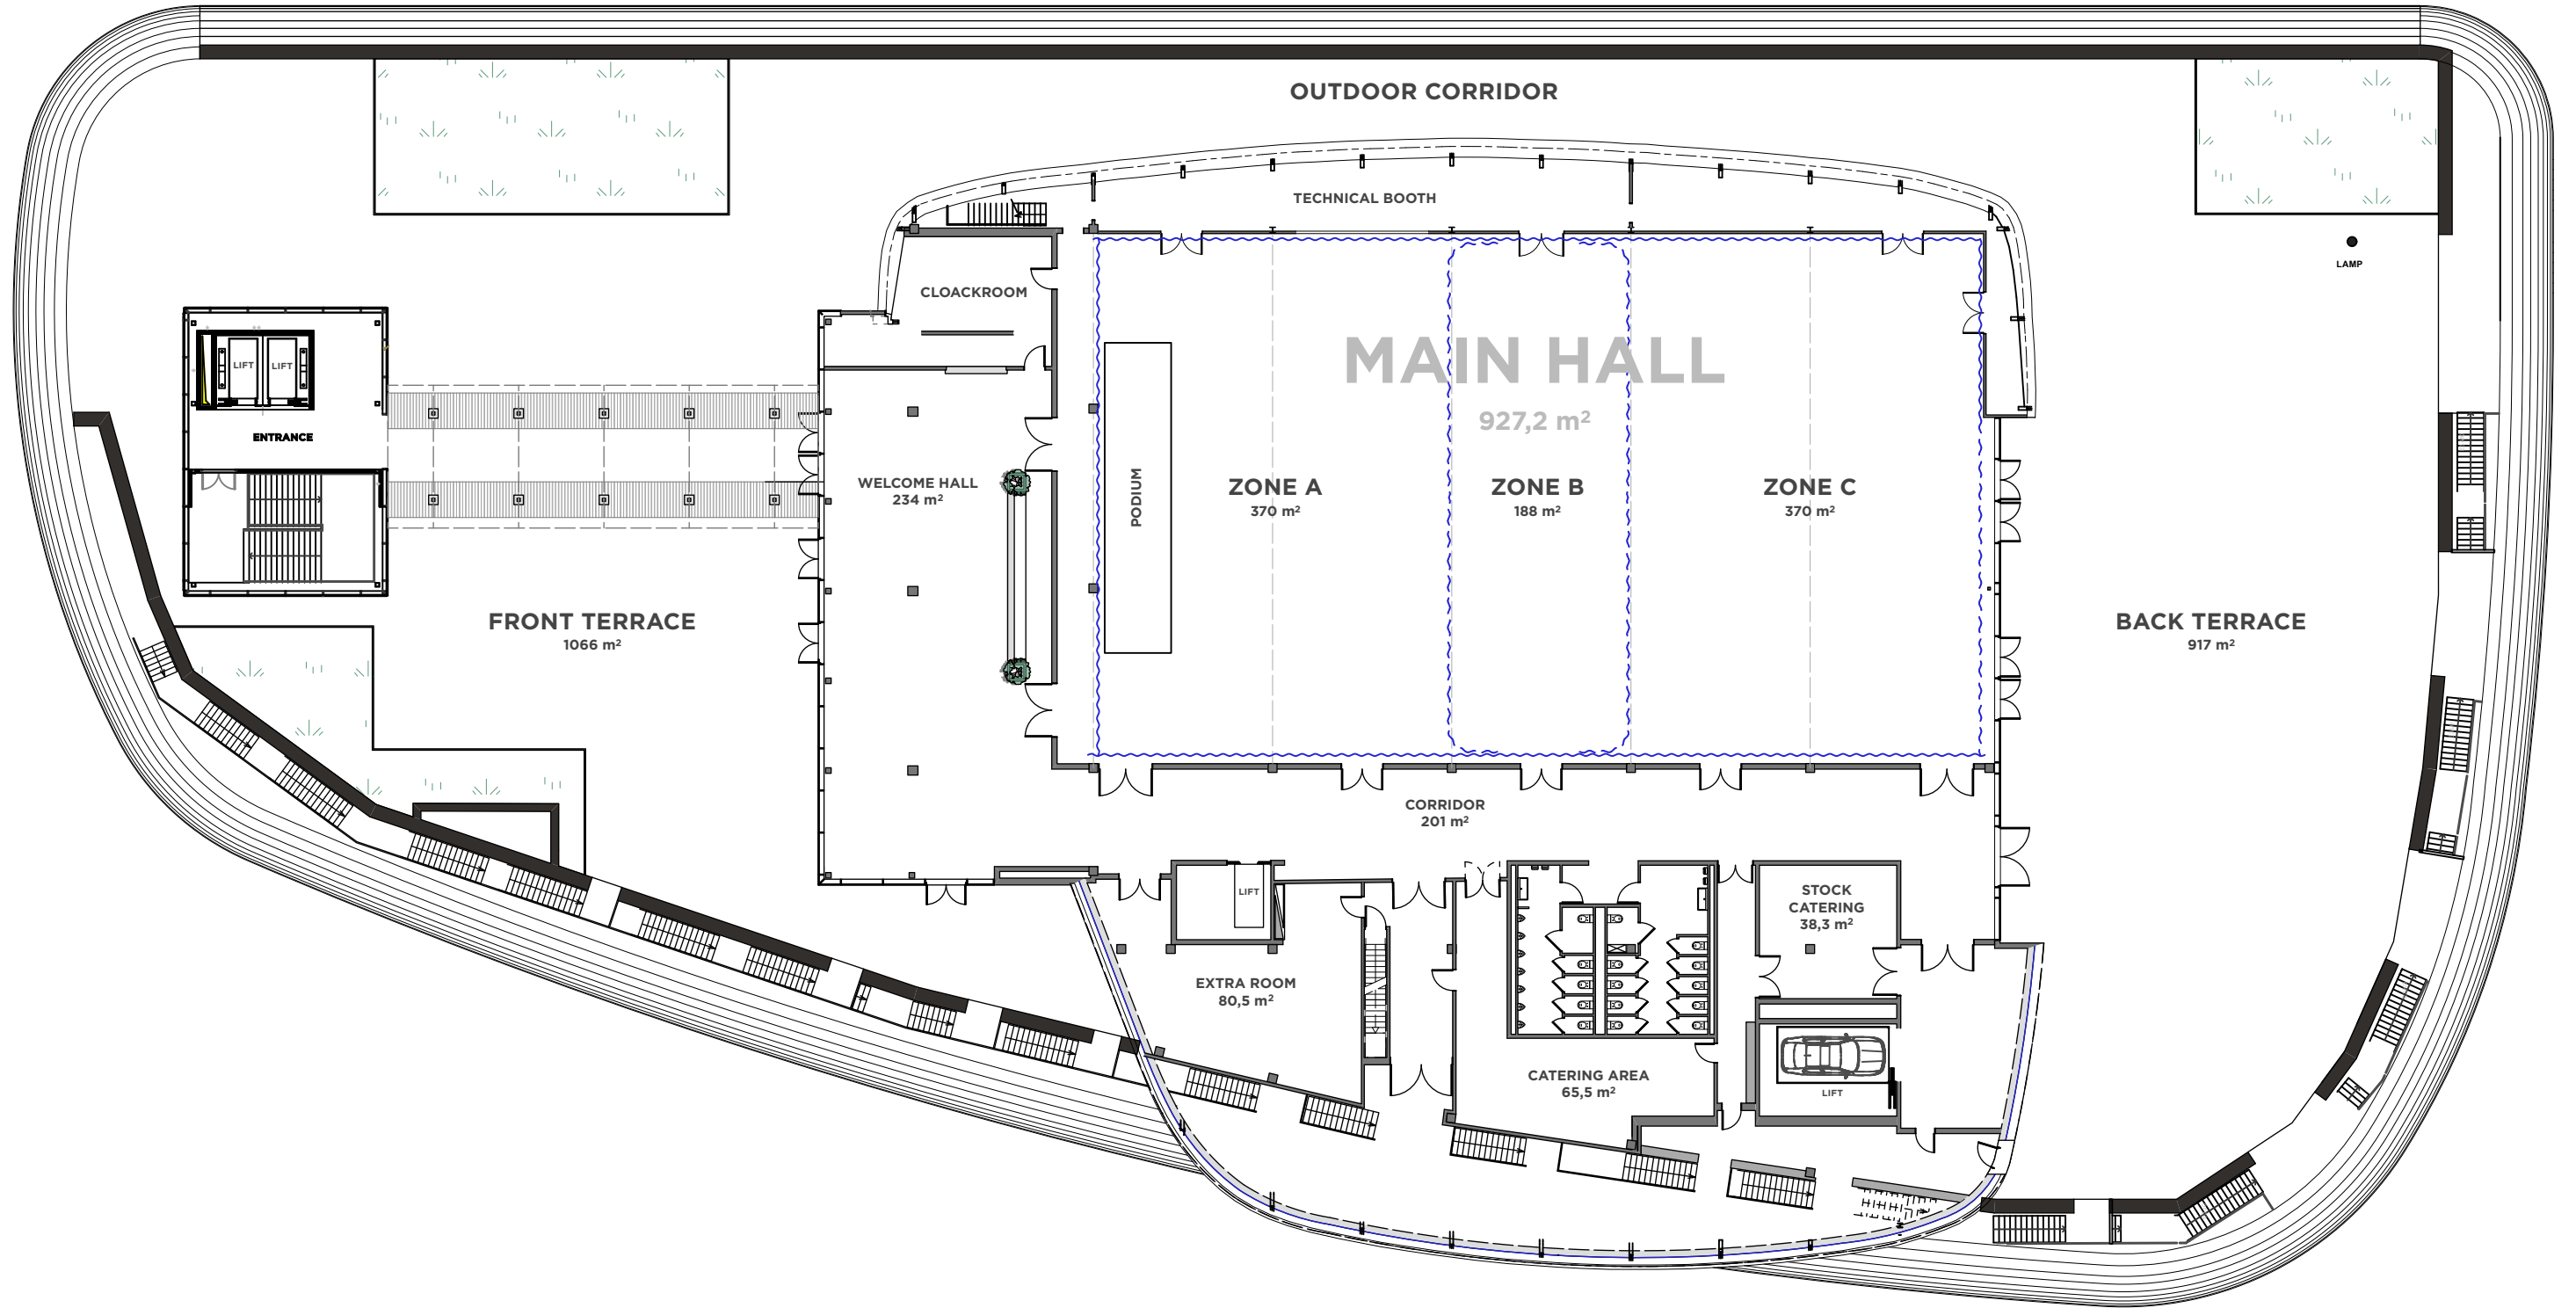 OUTDOOR CORRIDOR
TECHNICAL BOOTH
LAMP
CLOACKROOM
MAIN HALL
927,2 m²
LIFT
LIFT
ENTRANCE
WELCOME HALL
234 m²
PODIUM
ZONE A
370 m²
ZONE B
188 m²
ZONE C
370 m²
FRONT TERRACE
1066 m²
BACK TERRACE
917 m²
CORRIDOR
201 m²
LIFT
STOCK
CATERING
38,3 m²
EXTRA ROOM
80,5 m²
CATERING AREA
65,5 m²
LIFT